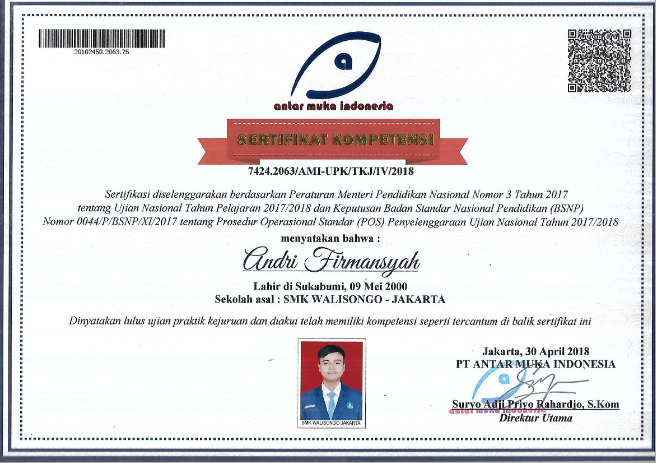 20102450.2063.75
a
antar muka indonesia
SERTIFIKAT KOMPETENSI
7424.2063/AMI-UPK/TKJ/IV/2018
Sertifikasi diselenggarakan berdasarkan Peraturan Menteri Pendidikan Nasional Nomor 3 Tahun 2017
tentang Ujian Nasional Tahun Pelajaran 2017/2018 dan Keputusan Badan Standar Nasional Pendidikan (BSNP)
Nomor 0044/P/BSNP/XI/2017 tentang Prosedur Operasional Standar (POS) Penyelenggaraan Ujian Nasional Tahun 2017/2018
menyatakan bahwa :
Andri Firmansyah
Lahir di Sukabumi, 09 Mei 2000
Sekolah asal : SMK WALISONGO - JAKARTA
Dinyatakan lulus ujian praktik kejuruan dan diakui telah memiliki kompetensi seperti tercantum di balik sertifikat ini
SMK WALISONGO JAKARTA
Jakarta, 30 April 2018
PT ANTAR MUKA INDONESIA
a
Suryo Adji Priyo Rahardjo, S.Kom
antar muka indonesia
Direktur Utama